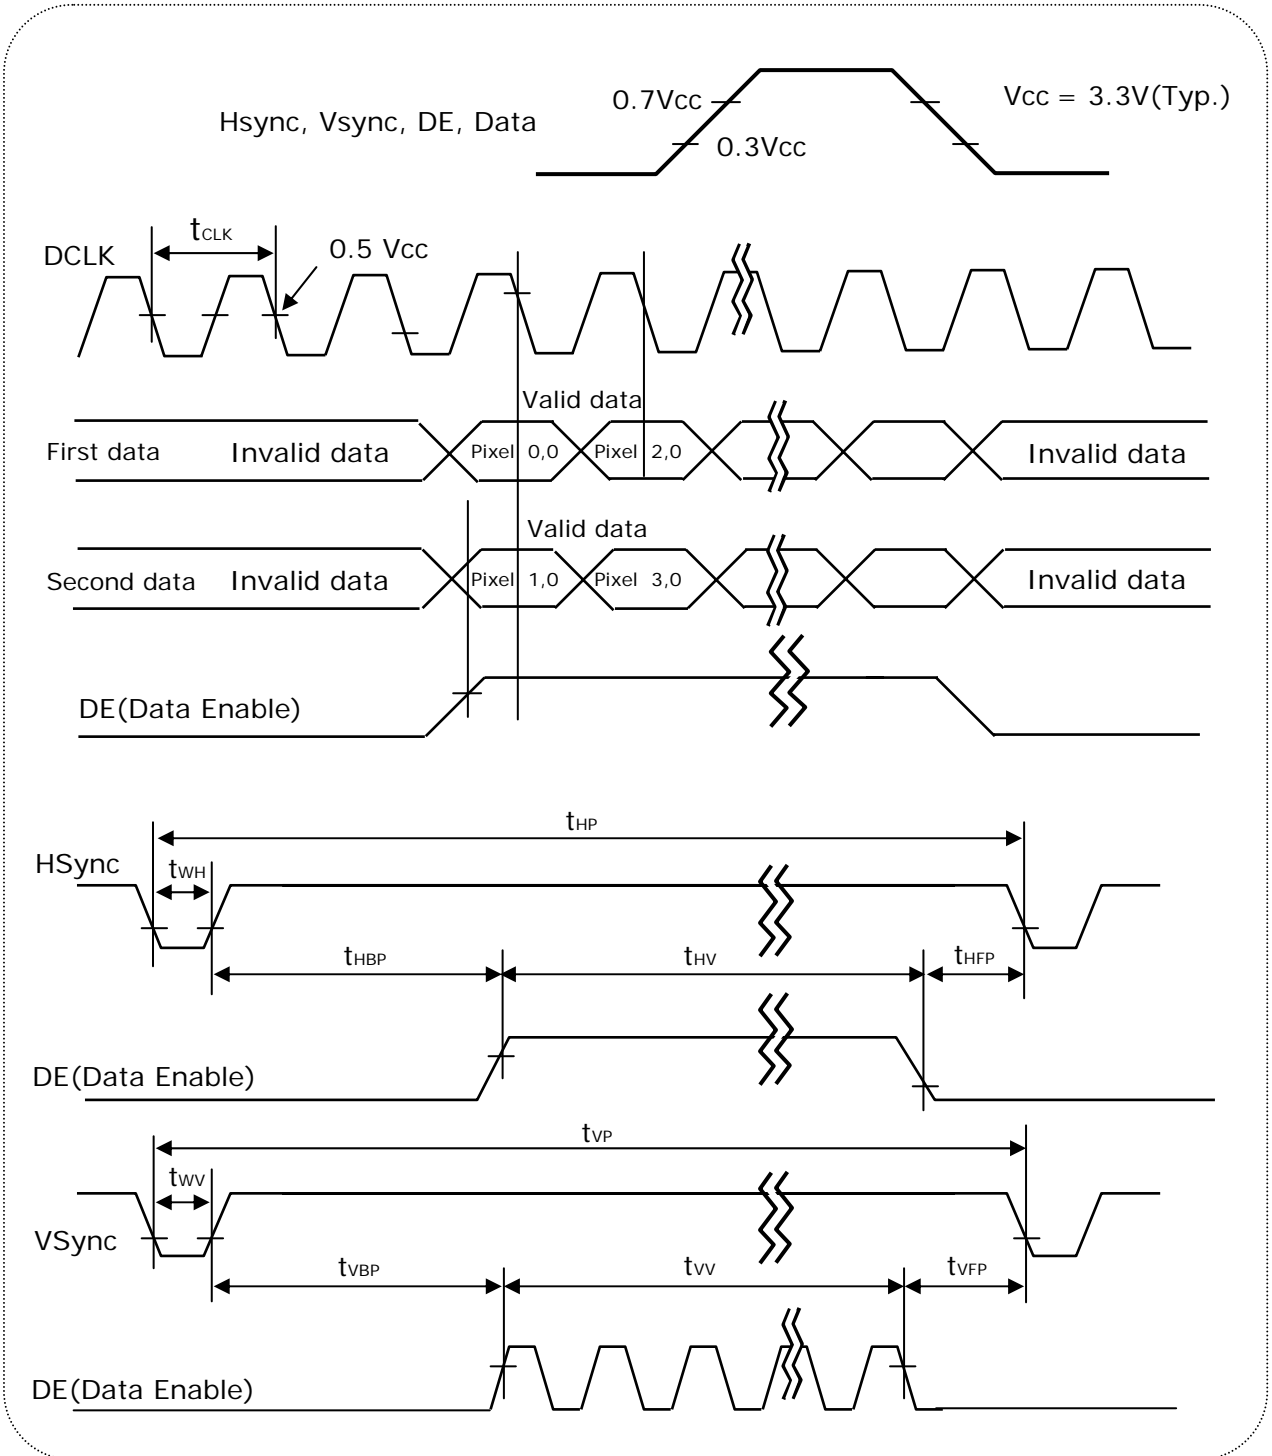 0.7Vcc
Vcc = 3.3V(Typ.)
Hsync, Vsync, DE, Data
0.3Vcc
tCLK
DCLK
0.5 Vcc
Valid data
First data
Invalid data
Pixel 0,0
Pixel 2,0
Invalid data
Valid data
Second data
Invalid data
Pixel 1,0
Pixel 3,0
Invalid data
DE(Data Enable)
tHP
HSync
tWH
tHBP
tHV
tHFP
DE(Data Enable)
tVP
tWV
VSync
tVBP
tVV
tVFP
DE(Data Enable)